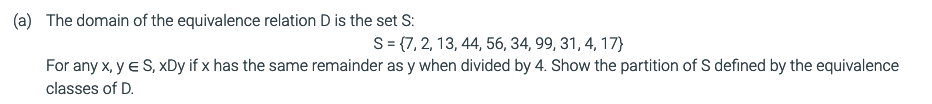 (a) The domain of the equivalence relation D is the set S:
S = {7, 2, 13, 44, 56, 34, 99, 31, 4, 17}
For any x, y ∈ S, xDy if x has the same remainder as y when divided by 4. Show the partition of S defined by the equivalence
classes of D.